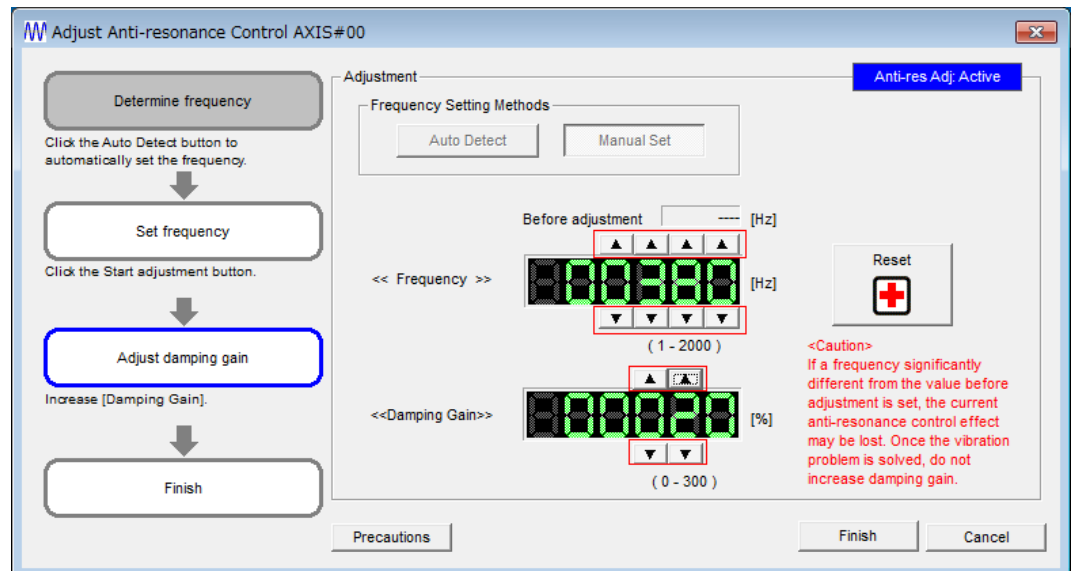 Adjust Anti-resonance Control AXIS#00
Determine frequency
Click the Auto Detect button to
automatically set the frequency.
Set frequency
Click the Start adjustment button.
Adjust damping gain
Increase [Damping Gain].
Finish
Adjustment
Anti-res Adj: Active
Frequency Setting Methods
Auto Detect
Manual Set
Before adjustment ---- [Hz]
<< Frequency >> 00380 [Hz]
( 1 - 2000 )
<<Damping Gain>> 00020 [%]
( 0 - 300 )
Reset
<Caution>
If a frequency significantly
different from the value before
adjustment is set, the current
anti-resonance control effect
may be lost. Once the vibration
problem is solved, do not
increase damping gain.
Precautions
Finish
Cancel